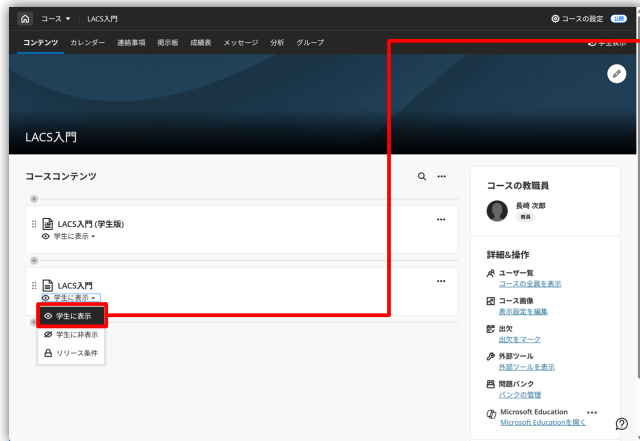 コース ▾ LACS入門 コースの設定 公開
コンテンツ カレンダー 連絡事項 掲示板 成績表 メッセージ 分析 グループ 学生表示
LACS入門
コースコンテンツ
LACS入門 (学生版)
学生に表示
LACS入門
学生に表示
学生に表示
学生に非表示
リリース条件
コースの教職員
長崎 次郎
教員
詳細&操作
ユーザ一覧
コースの全員を表示
コース画像
表示設定を編集
出欠
出欠をマーク
外部ツール
外部ツールを表示
問題バンク
バンクの管理
Microsoft Education
Microsoft Educationを開く